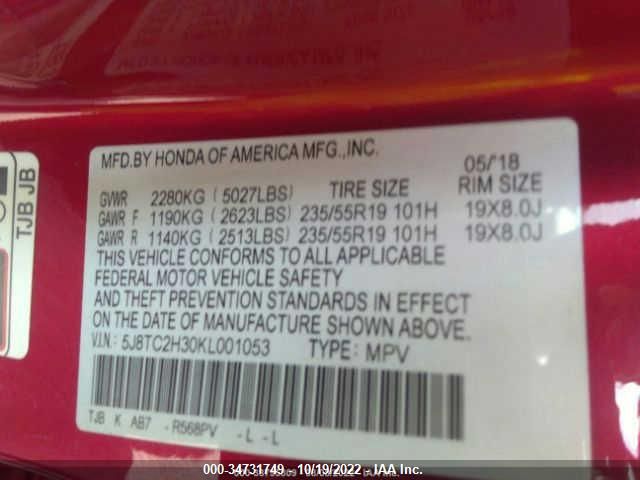 MFD.BY HONDA OF AMERICA MFG.,INC. 05/'18
GVWR 2280KG (5027LBS) TIRE SIZE RIM SIZE
GAWR F 1190KG (2623LBS) 235/55R19 101H 19X8.0J
GAWR R 1140KG (2513LBS) 235/55R19 101H 19X8.0J
THIS VEHICLE CONFORMS TO ALL APPLICABLE
FEDERAL MOTOR VEHICLE SAFETY
AND THEFT PREVENTION STANDARDS IN EFFECT
ON THE DATE OF MANUFACTURE SHOWN ABOVE.
V.I.N.: 5J8TC2H30KL001053 TYPE: MPV
TJB K AB7 - R568PV - L - L
TJB JB
000-34731749 - 10/19/2022 - IAA Inc.